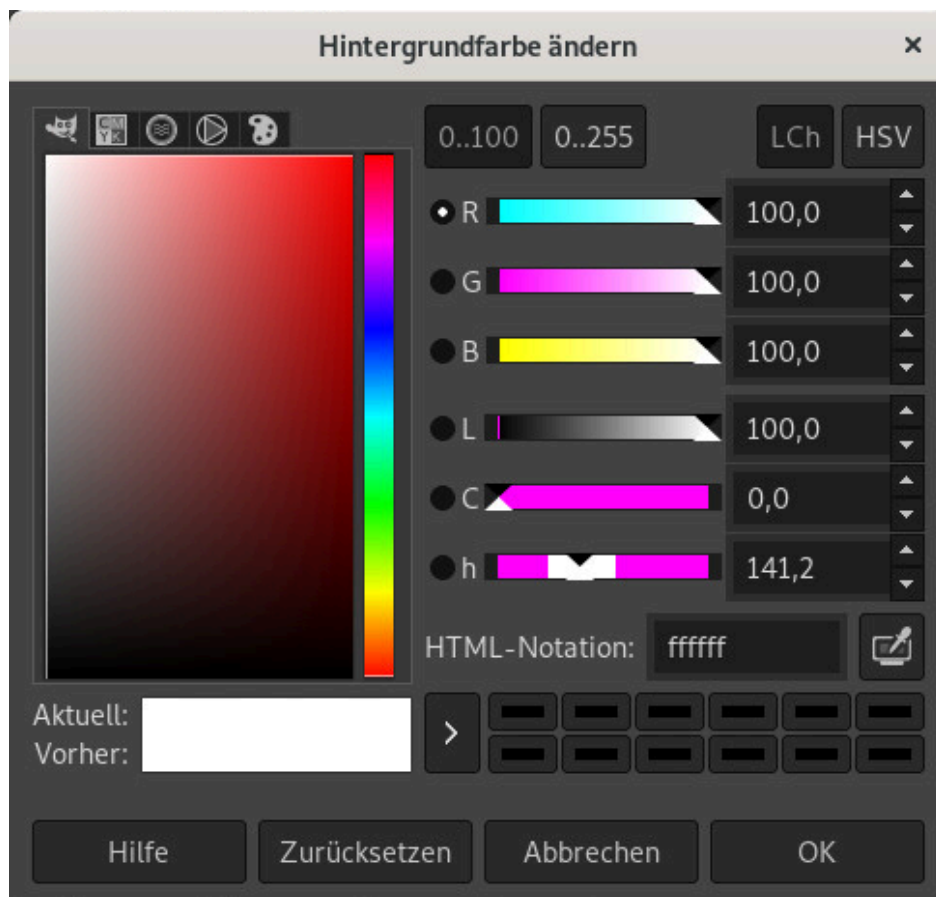 Hintergrundfarbe ändern ×
CMYK
0..100 0..255 LCh HSV
R 100,0
G 100,0
B 100,0
L 100,0
C 0,0
h 141,2
HTML-Notation: ffffff
Aktuell:
Vorher:
>
Hilfe Zurücksetzen Abbrechen OK